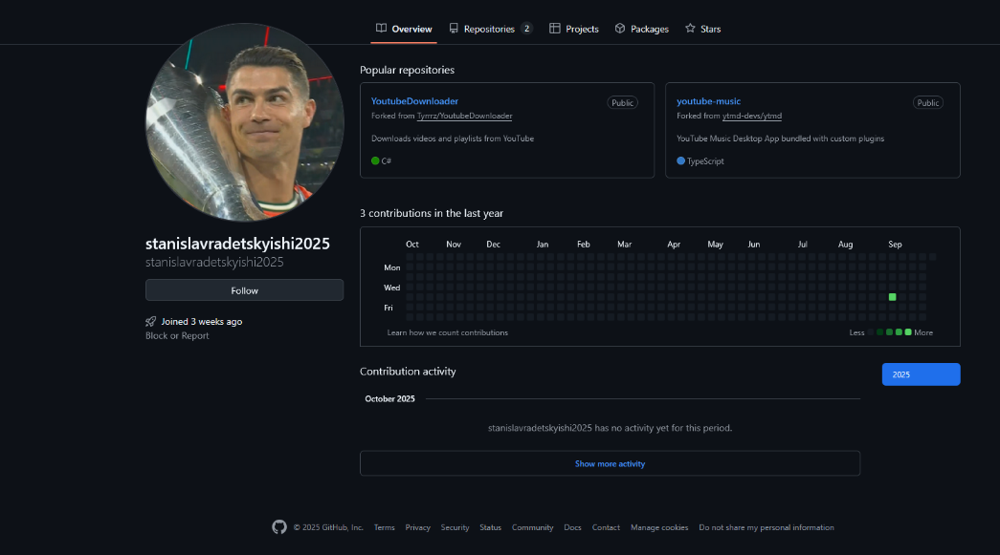 Overview
Repositories 2
Projects
Packages
Stars
stanislavradetskyishi2025
stanislavradetskyishi2025
Follow
Joined 3 weeks ago
Block or Report
Popular repositories
YoutubeDownloader Public
Forked from Tyrrrz/YoutubeDownloader
Downloads videos and playlists from YouTube
C#
youtube-music Public
Forked from ytmd-devs/ytmd
YouTube Music Desktop App bundled with custom plugins
TypeScript
3 contributions in the last year
Oct Nov Dec Jan Feb Mar Apr May Jun Jul Aug Sep
Mon
Wed
Fri
Learn how we count contributions
Less More
Contribution activity
2025
October 2025
stanislavradetskyishi2025 has no activity yet for this period.
Show more activity
© 2025 GitHub, Inc. Terms Privacy Security Status Community Docs Contact Manage cookies Do not share my personal information